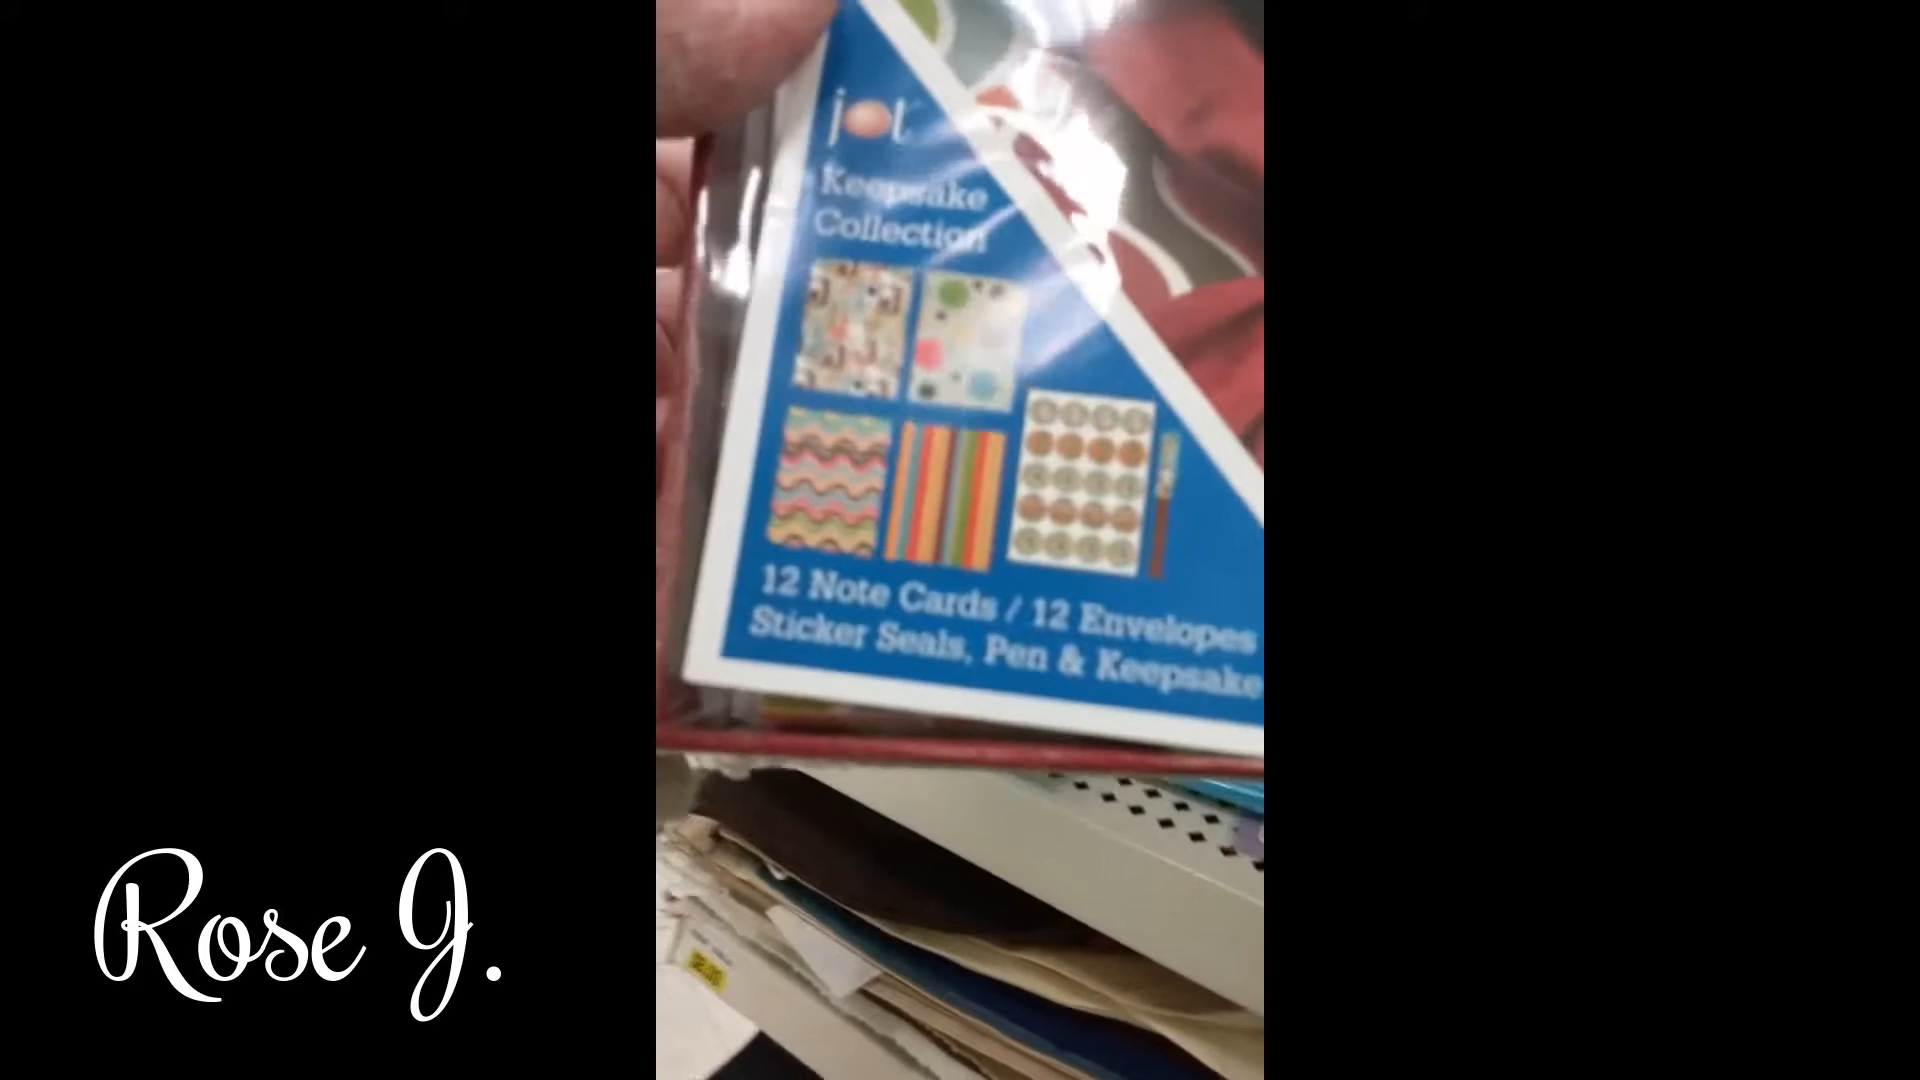 jot
Keepsake
Collection
12 Note Cards / 12 Envelopes
Sticker Seals, Pen & Keepsake
Rose J.